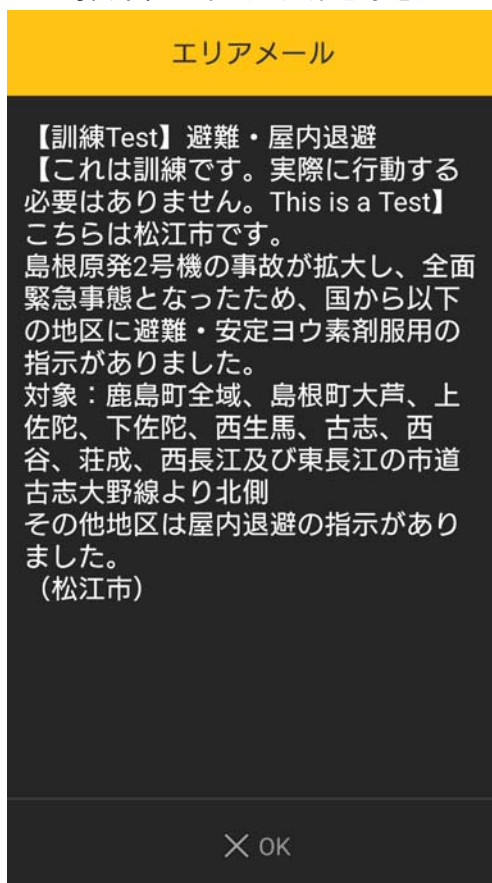 エリアメール
【訓練Test】避難・屋内退避
【これは訓練です。実際に行動する
必要はありません。This is a Test】
こちらは松江市です。
島根原発2号機の事故が拡大し、全面
緊急事態となったため、国から以下
の地区に避難・安定ヨウ素剤服用の
指示がありました。
対象：鹿島町全域、島根町大芦、上
佐陀、下佐陀、西生馬、古志、西
谷、荘成、西長江及び東長江の市道
古志大野線より北側
その他地区は屋内退避の指示があり
ました。
（松江市）
OK